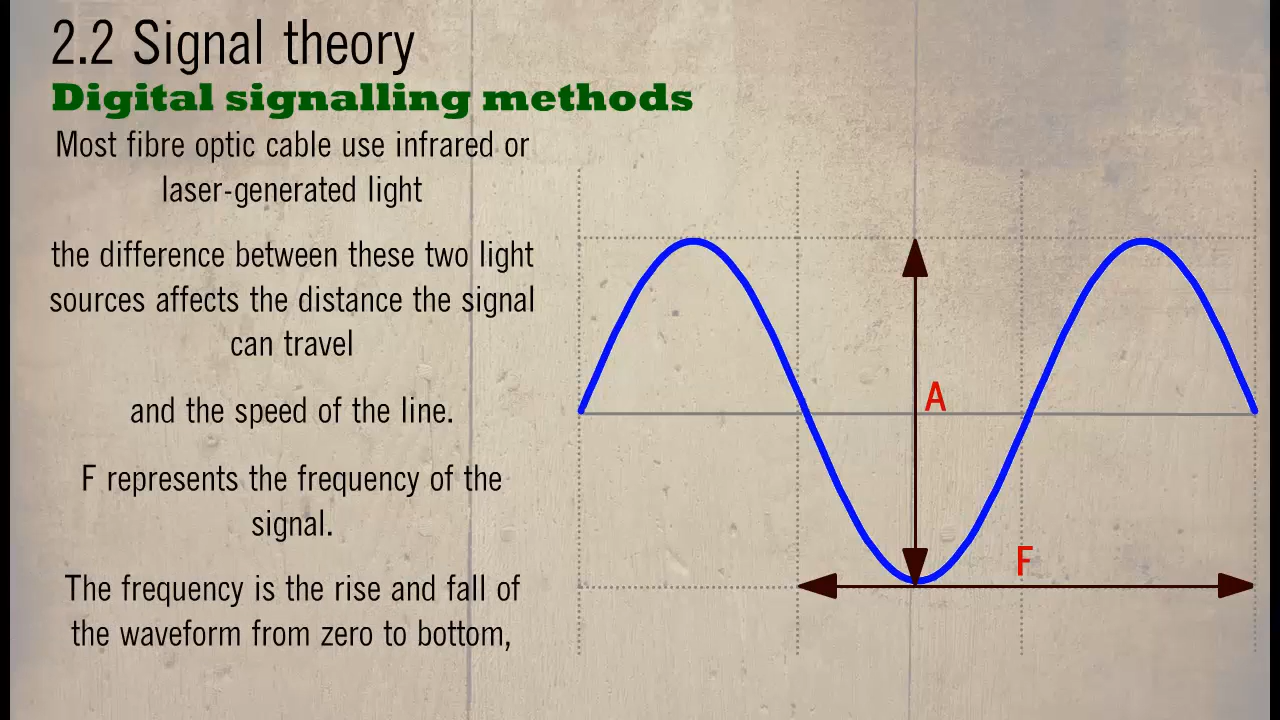 2.2 Signal theory
Digital signalling methods
Most fibre optic cable use infrared or
laser-generated light
the difference between these two light
sources affects the distance the signal
can travel
and the speed of the line.
F represents the frequency of the
signal.
The frequency is the rise and fall of
the waveform from zero to bottom,
A
F